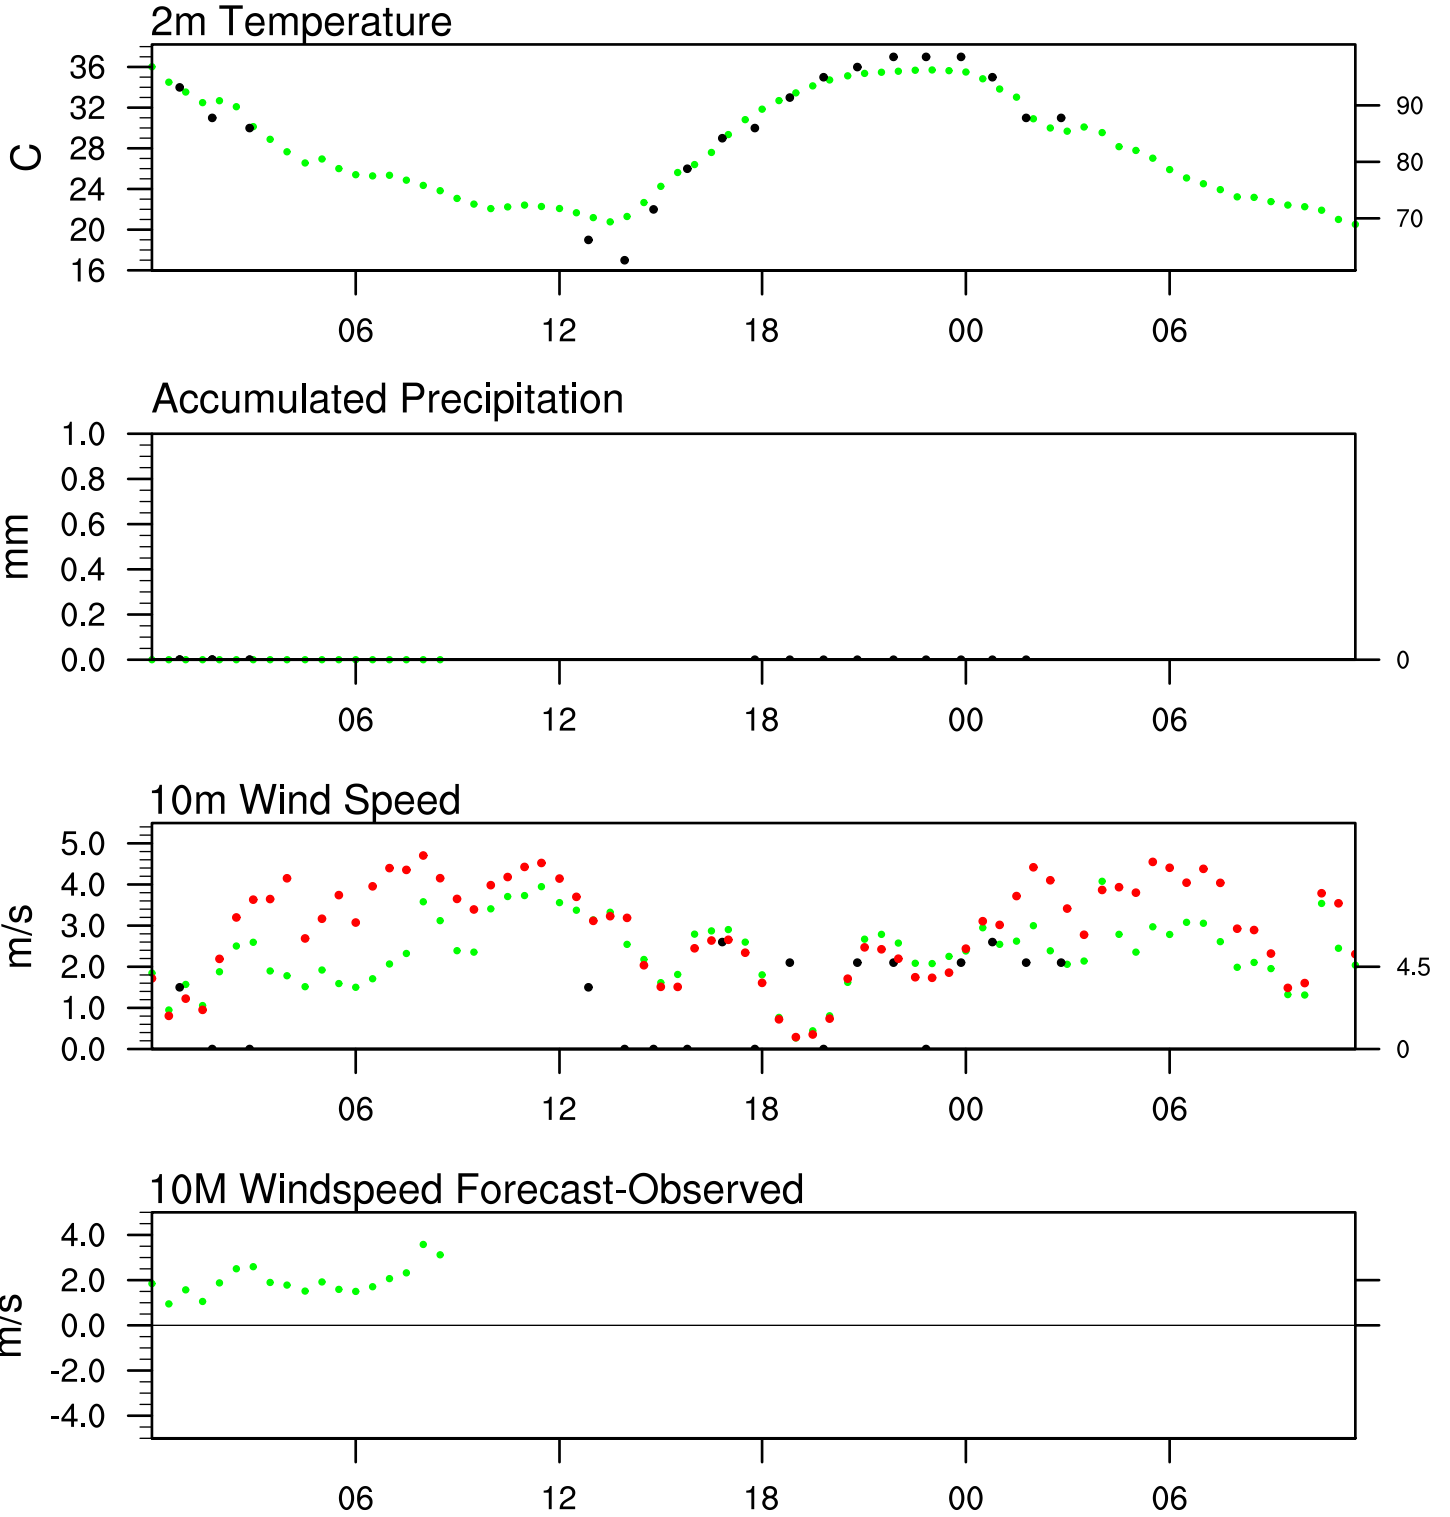 2m Temperature
36
32
28
24
20
16
C
90
80
70
06 12 18 00 06
Accumulated Precipitation
1.0
0.8
0.6
0.4
0.2
0.0
mm
0
06 12 18 00 06
10m Wind Speed
5.0
4.0
3.0
2.0
1.0
0.0
m/s
4.5
0
06 12 18 00 06
10M Windspeed Forecast-Observed
4.0
2.0
0.0
-2.0
-4.0
m/s
06 12 18 00 06